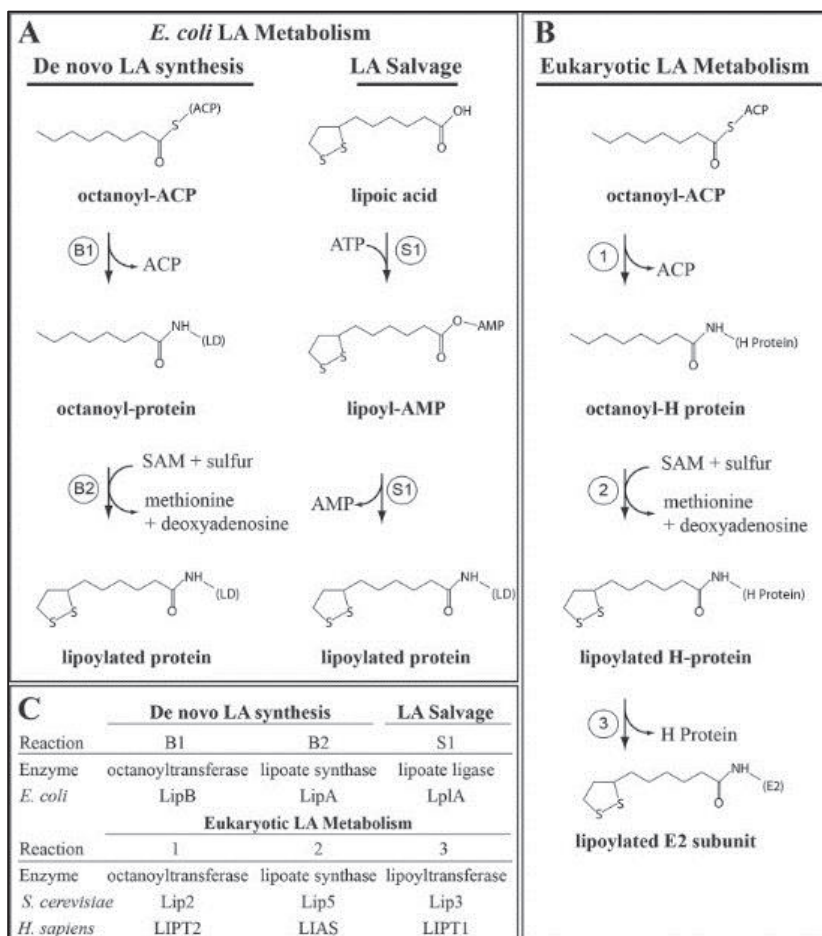 A
E. coli LA Metabolism
De novo LA synthesis
LA Salvage
S
(ACP)
O
octanoyl-ACP
B1
ACP
NH
(LD)
O
octanoyl-protein
B2
SAM + sulfur
methionine
+ deoxyadenosine
S
S
NH
(LD)
O
lipoylated protein
OH
O
S
S
lipoic acid
ATP
S1
O
AMP
O
S
S
lipoyl-AMP
AMP
S1
NH
(LD)
O
S
S
lipoylated protein
B
Eukaryotic LA Metabolism
ACP
S
O
octanoyl-ACP
1
ACP
NH
(H Protein)
O
octanoyl-H protein
2
SAM + sulfur
methionine
+ deoxyadenosine
NH
(H Protein)
O
S
S
lipoylated H-protein
3
H Protein
NH
(E2)
O
S
S
lipoylated E2 subunit
C
De novo LA synthesis LA Salvage
Reaction B1 B2 S1
Enzyme octanoyltransferase lipoate synthase lipoate ligase
E. coli LipB LipA LplA
Eukaryotic LA Metabolism
Reaction 1 2 3
Enzyme octanoyltransferase lipoate synthase lipoyltransferase
S. cerevisiae Lip2 Lip5 Lip3
H. sapiens LIPT2 LIAS LIPT1